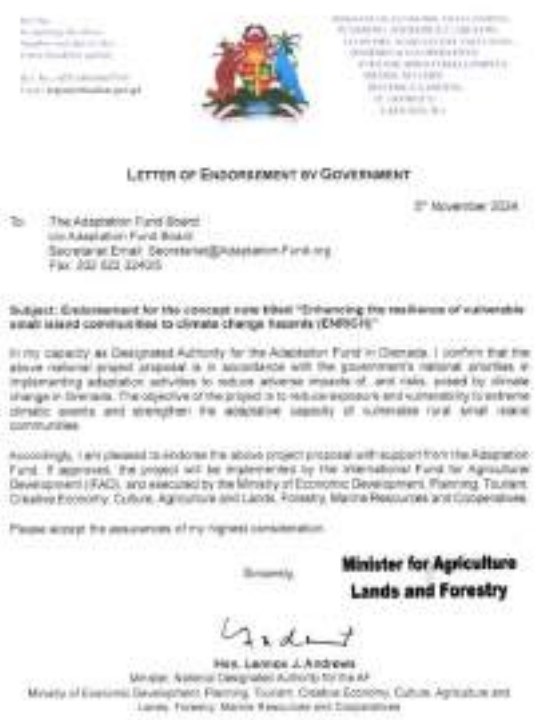 LETTER OF ENDORSEMENT BY GOVERNMENT
5th November 2024
To: The Adaptation Fund Board
c/o Adaptation Fund Board
Secretariat Email: Secretariat@Adaptation-Fund.org
Fax: 202 522
Subject: Endorsement for the concept note titled "Enhancing the resilience of vulnerable
small island communities to climate change hazards (ENRICH)"
In my capacity as Designated Authority for the Adaptation Fund in Grenada, I confirm that the
above national project proposal is in accordance with the government's national priorities in
implementing adaptation activities to reduce adverse impacts of, and risks, posed by climate
change in Grenada. The objective of the project is to reduce exposure and vulnerability to extreme
climatic events and strengthen the adaptive capacity of vulnerable rural small island
communities.
Accordingly, I am pleased to endorse the above project proposal with support from the Adaptation
Fund. If approved, the project will be implemented by the International Fund for Agricultural
Development (IFAD), and executed by the Ministry of Economic Development, Planning, Tourism,
Creative Economy, Culture, Agriculture and Lands, Forestry, Marine Resources and Cooperatives.
Please accept the assurances of my highest consideration.
Sincerely,
Minister for Agriculture
Lands and Forestry
Hon. Lennox J. Andrews
Minister, National Designated Authority for the AF
Ministry of Economic Development, Planning, Tourism, Creative Economy, Culture, Agriculture and
Lands, Forestry, Marine Resources and Cooperatives